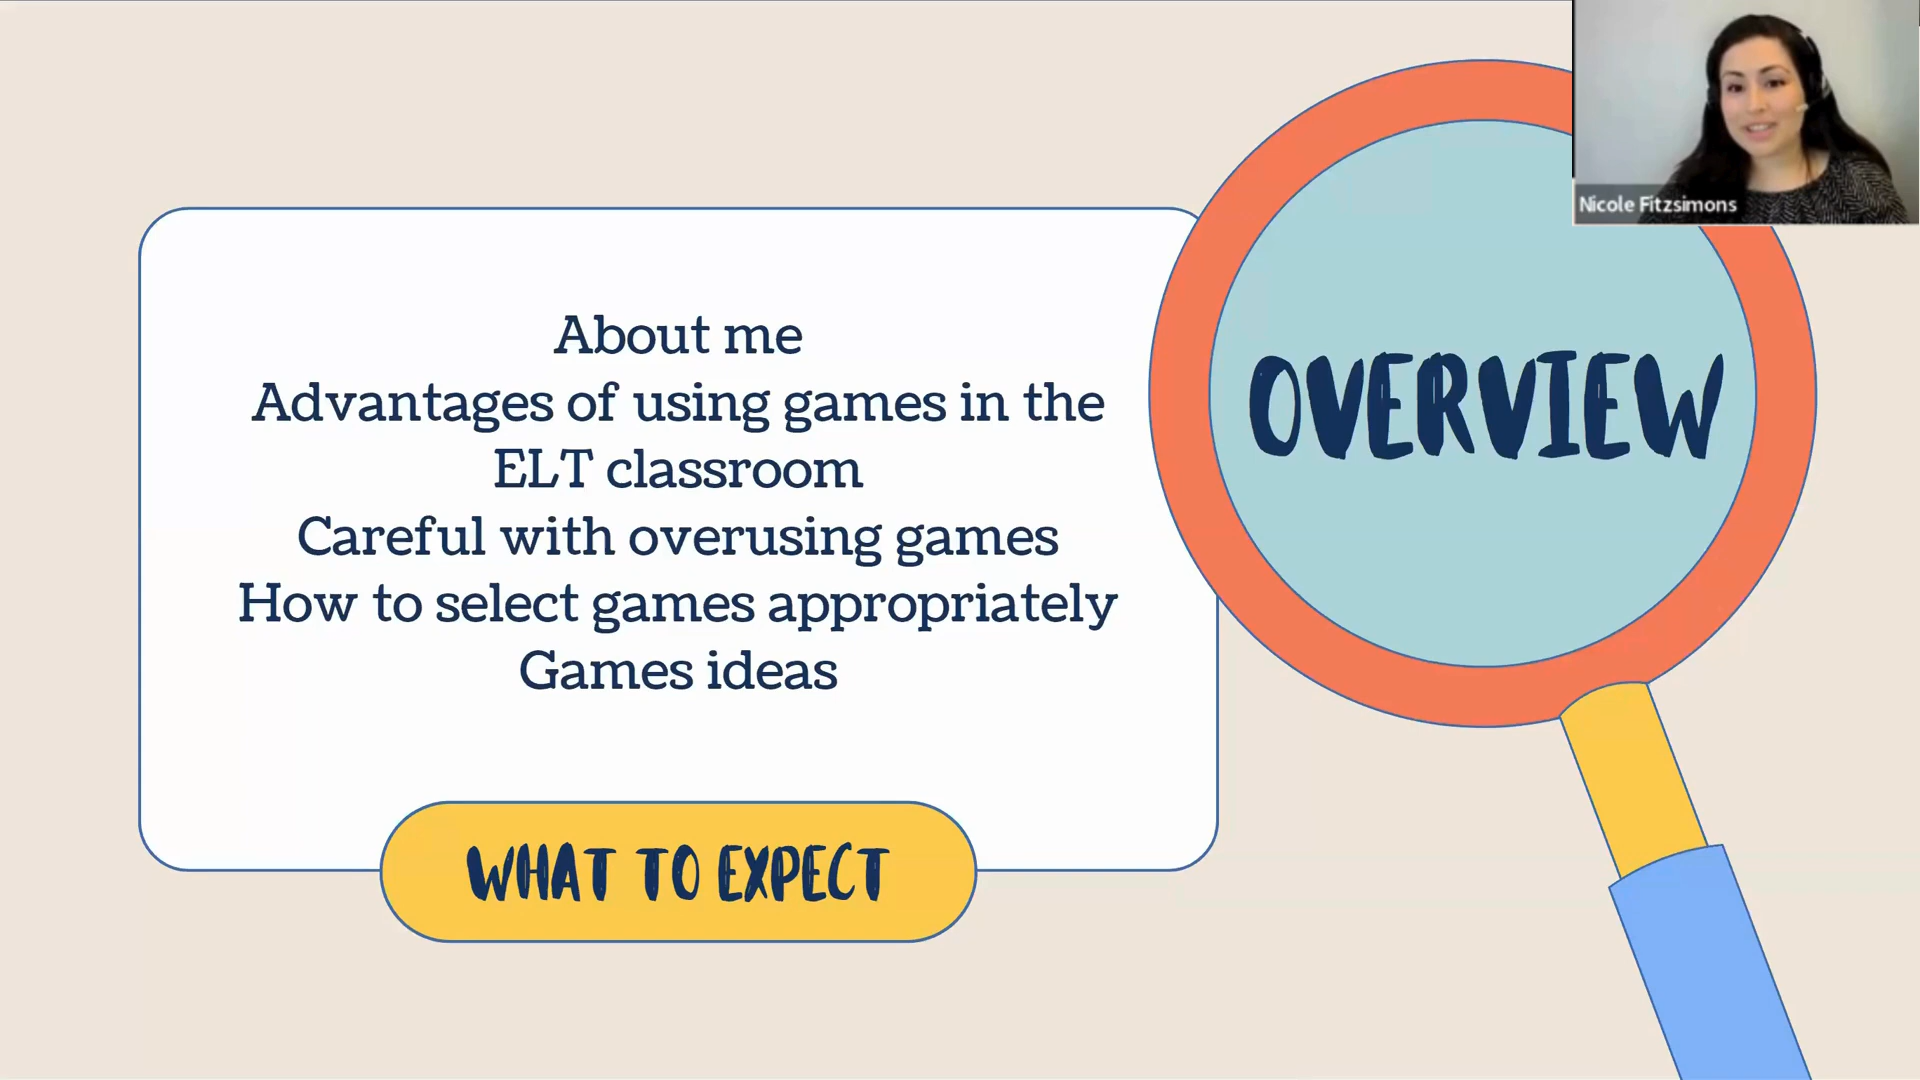 Nicole Fitzsimons
OVERVIEW
About me
Advantages of using games in the
ELT classroom
Careful with overusing games
How to select games appropriately
Games ideas
WHAT TO EXPECT